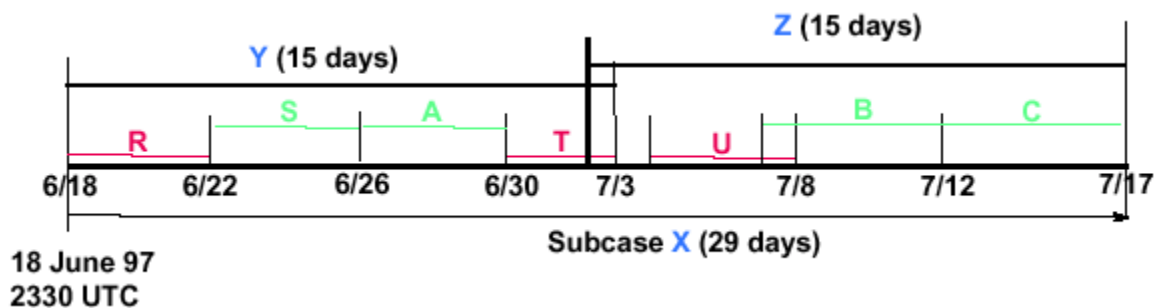 Z (15 days)
Y (15 days)
S A B C
R T U
6/18 6/22 6/26 6/30 7/3 7/8 7/12 7/17
Subcase X (29 days)
18 June 97
2330 UTC